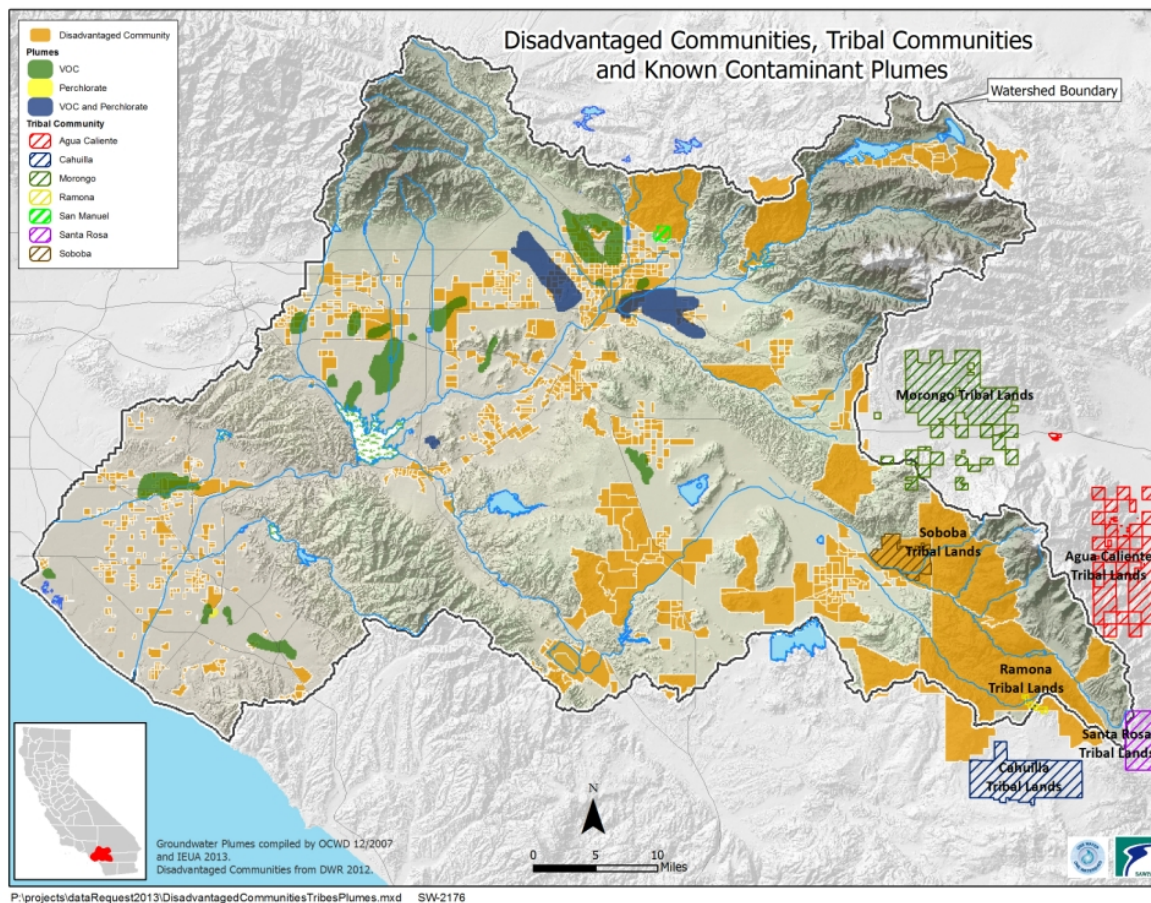 Disadvantaged Communities, Tribal Communities
and Known Contaminant Plumes
Disadvantaged Community
Plumes
VOC
Perchlorate
VOC and Perchlorate
Tribal Community
Agua Caliente
Cahuilla
Morongo
Ramona
San Manuel
Santa Rosa
Soboba
Watershed Boundary
Morongo Tribal Lands
Soboba
Tribal Lands
Agua Caliente
Tribal Lands
Ramona
Tribal Lands
Santa Rosa
Tribal Lands
Cahuilla
Tribal Lands
N
0 5 10
Miles
Groundwater Plumes compiled by OCWD 12/2007
and IEUA 2013.
Disadvantaged Communities from DWR 2012.
P:\projects\dataRequest2013\DisadvantagedCommunitiesTribesPlumes.mxd SW-2176